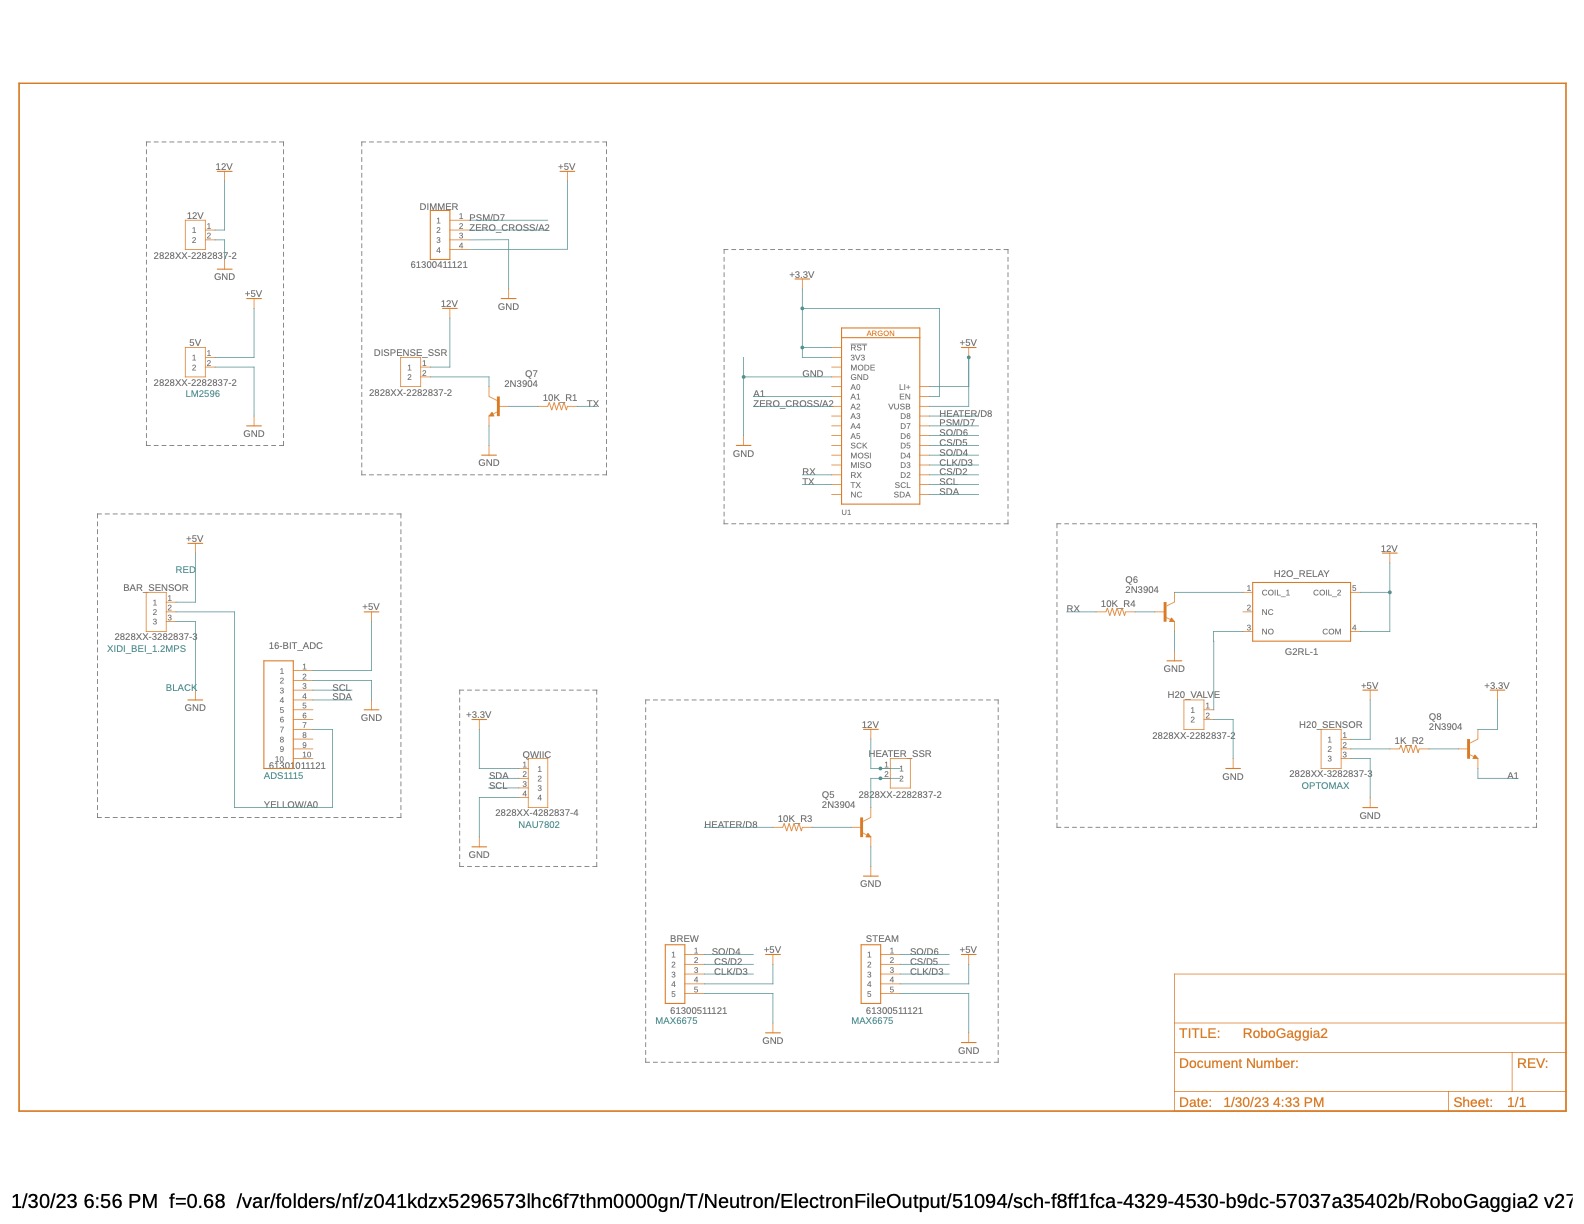 12V
12V
1
2
1
2
2828XX-2282837-2
GND
+5V
5V
1
2
1
2
2828XX-2282837-2
LM2596
GND
+5V
DIMMER
1
2
3
4
1 PSM/D7
2 ZERO_CROSS/A2
3
4
61300411121
GND
12V
DISPENSE_SSR
1
2
1
2
2828XX-2282837-2
Q7
2N3904
10K R1
TX
GND
+3.3V
ARGON
+5V
RST
3V3
MODE
GND
GND
A0
A1
A1
ZERO_CROSS/A2
A2
A3
A4
A5
SCK
MOSI
MISO
RX
RX
TX
TX
NC
LI+
EN
VUSB
D8
HEATER/D8
D7
PSM/D7
D6
SO/D6
D5
CS/D5
D4
SO/D4
D3
CLK/D3
D2
CS/D2
SCL
SCL
SDA
SDA
GND
U1
+5V
RED
BAR_SENSOR
1
2
3
1
2
3
2828XX-3282837-3
XIDI_BEI_1.2MPS
BLACK
GND
+5V
16-BIT_ADC
1
2
3
4
5
6
7
8
9
10
1
2
3 SCL
4 SDA
5
6
7
8
9
10
61301011121
ADS1115
GND
YELLOW/A0
+3.3V
QWIIC
1
SDA 2
SCL 3
4
1
2
3
4
2828XX-4282837-4
NAU7802
GND
12V
HEATER_SSR
1
2
1
2
2828XX-2282837-2
Q5
2N3904
HEATER/D8
10K R3
GND
BREW
1
2
3
4
5
1 SO/D4
2 CS/D2
3 CLK/D3
4
5
+5V
61300511121
MAX6675
GND
STEAM
1
2
3
4
5
1 SO/D6
2 CS/D5
3 CLK/D3
4
5
+5V
61300511121
MAX6675
GND
12V
H2O_RELAY
Q6
2N3904
RX
10K R4
GND
1 COIL_1
2 NC
3 NO
COIL_2 5
COM 4
G2RL-1
H20_VALVE
1
2
1
2
2828XX-2282837-2
GND
+5V
H20_SENSOR
1
2
3
1
2
3
2828XX-3282837-3
OPTOMAX
GND
1K R2
Q8
2N3904
+3.3V
A1
TITLE: RoboGaggia2
Document Number:
REV:
Date: 1/30/23 4:33 PM
Sheet: 1/1
1/30/23 6:56 PM f=0.68 /var/folders/nf/z041kdzx5296573lhc6f7thm0000gn/T/Neutron/ElectronFileOutput/51094/sch-f8ff1fca-4329-4530-b9dc-57037a35402b/RoboGaggia2 v27